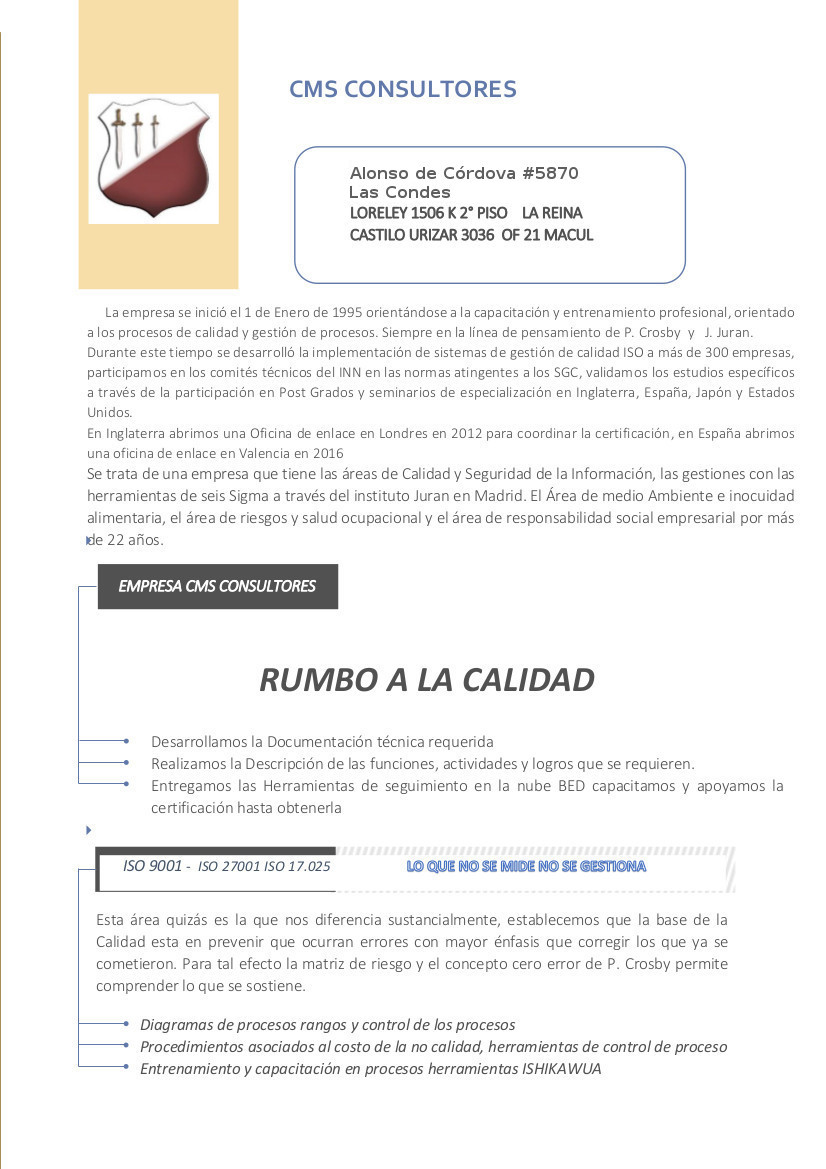 CMS CONSULTORES
Alonso de Córdova #5870
Las Condes
LORELEY 1506 K 2° PISO LA REINA
CASTILO URIZAR 3036 OF 21 MACUL
La empresa se inició el 1 de Enero de 1995 orientándose a la capacitación y entrenamiento profesional, orientado
a los procesos de calidad y gestión de procesos. Siempre en la línea de pensamiento de P. Crosby y J. Juran.
Durante este tiempo se desarrolló la implementación de sistemas de gestión de calidad ISO a más de 300 empresas,
participamos en los comités técnicos del INN en las normas atingentes a los SGC, validamos los estudios específicos
a través de la participación en Post Grados y seminarios de especialización en Inglaterra, España, Japón y Estados
Unidos.
En Inglaterra abrimos una Oficina de enlace en Londres en 2012 para coordinar la certificación, en España abrimos
una oficina de enlace en Valencia en 2016
Se trata de una empresa que tiene las áreas de Calidad y Seguridad de la Información, las gestiones con las
herramientas de seis Sigma a través del instituto Juran en Madrid. El Área de medio Ambiente e inocuidad
alimentaria, el área de riesgos y salud ocupacional y el área de responsabilidad social empresarial por más
de 22 años.
EMPRESA CMS CONSULTORES
RUMBO A LA CALIDAD
Desarrollamos la Documentación técnica requerida
Realizamos la Descripción de las funciones, actividades y logros que se requieren.
Entregamos las Herramientas de seguimiento en la nube BED capacitamos y apoyamos la
certificación hasta obtenerla
ISO 9001 - ISO 27001 ISO 17.025 LO QUE NO SE MIDE NO SE GESTIONA
Esta área quizás es la que nos diferencia sustancialmente, establecemos que la base de la
Calidad esta en prevenir que ocurran errores con mayor énfasis que corregir los que ya se
cometieron. Para tal efecto la matriz de riesgo y el concepto cero error de P. Crosby permite
comprender lo que se sostiene.
Diagramas de procesos rangos y control de los procesos
Procedimientos asociados al costo de la no calidad, herramientas de control de proceso
Entrenamiento y capacitación en procesos herramientas ISHIKAWUA